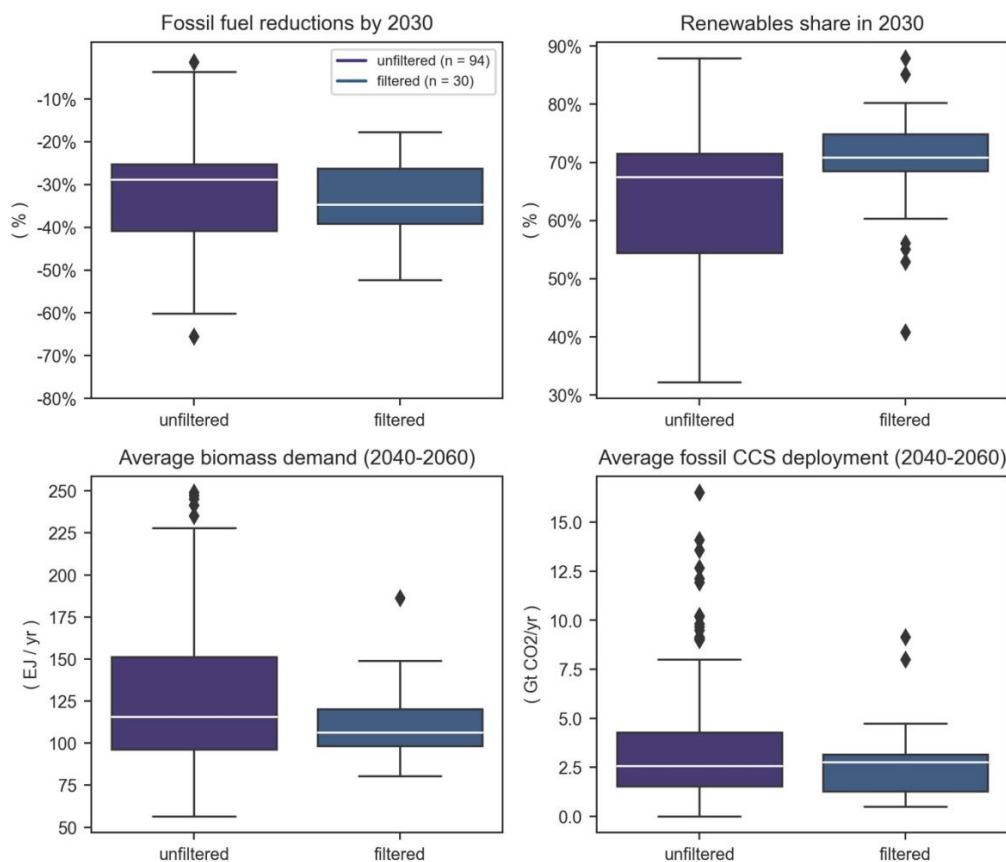 Fossil fuel reductions by 2030
( % )
-10%
-20%
-30%
-40%
-50%
-60%
-70%
-80%
unfiltered (n = 94)
filtered (n = 30)
unfiltered
filtered
Renewables share in 2030
( % )
90%
80%
70%
60%
50%
40%
30%
unfiltered
filtered
Average biomass demand (2040-2060)
( EJ / yr )
250
225
200
175
150
125
100
75
50
unfiltered
filtered
Average fossil CCS deployment (2040-2060)
( Gt CO2/yr )
15.0
12.5
10.0
7.5
5.0
2.5
0.0
unfiltered
filtered